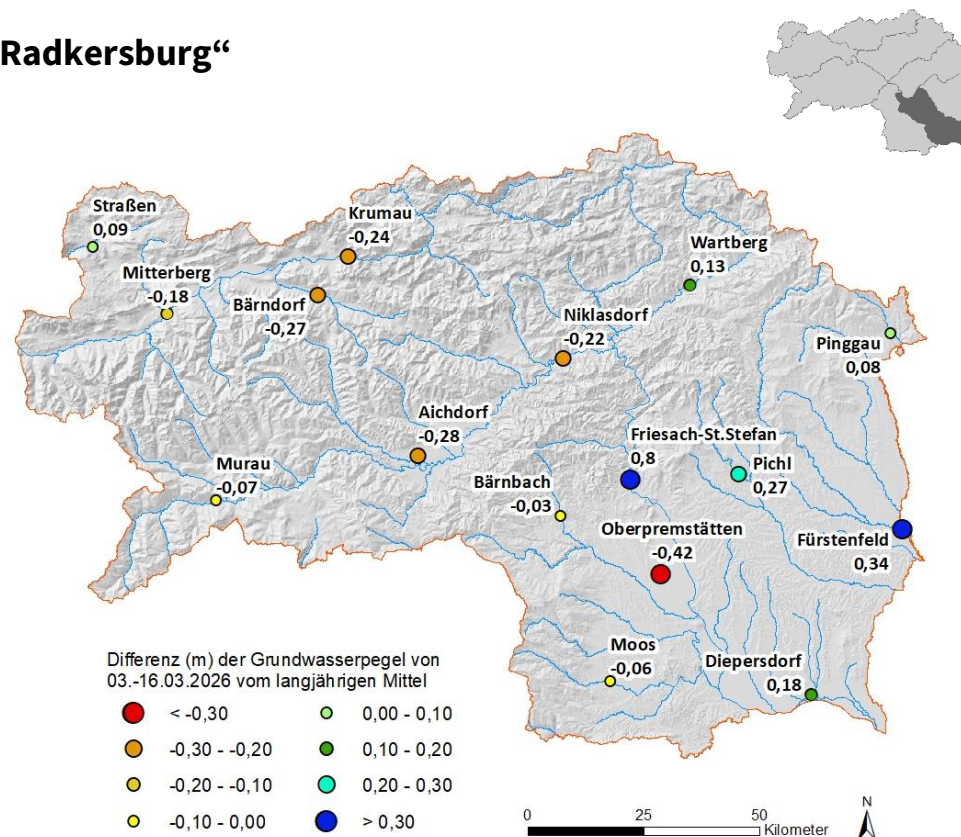 Radkersburg“
Straßen
0,09
Krumau
-0,24
Wartberg
0,13
Mitterberg
-0,18
Bärndorf
-0,27
Niklasdorf
-0,22
Pinggau
0,08
Aichdorf
-0,28
Friesach-St.Stefan
0,8
Pichl
0,27
Murau
-0,07
Bärnbach
-0,03
Oberpremstätten
-0,42
Fürstenfeld
0,34
Moos
-0,06
Diepersdorf
0,18
Differenz (m) der Grundwasserpegel von
03.-16.03.2026 vom langjährigen Mittel
< -0,30
0,00 - 0,10
-0,30 - -0,20
0,10 - 0,20
-0,20 - -0,10
0,20 - 0,30
-0,10 - 0,00
> 0,30
0 25 50
Kilometer
N